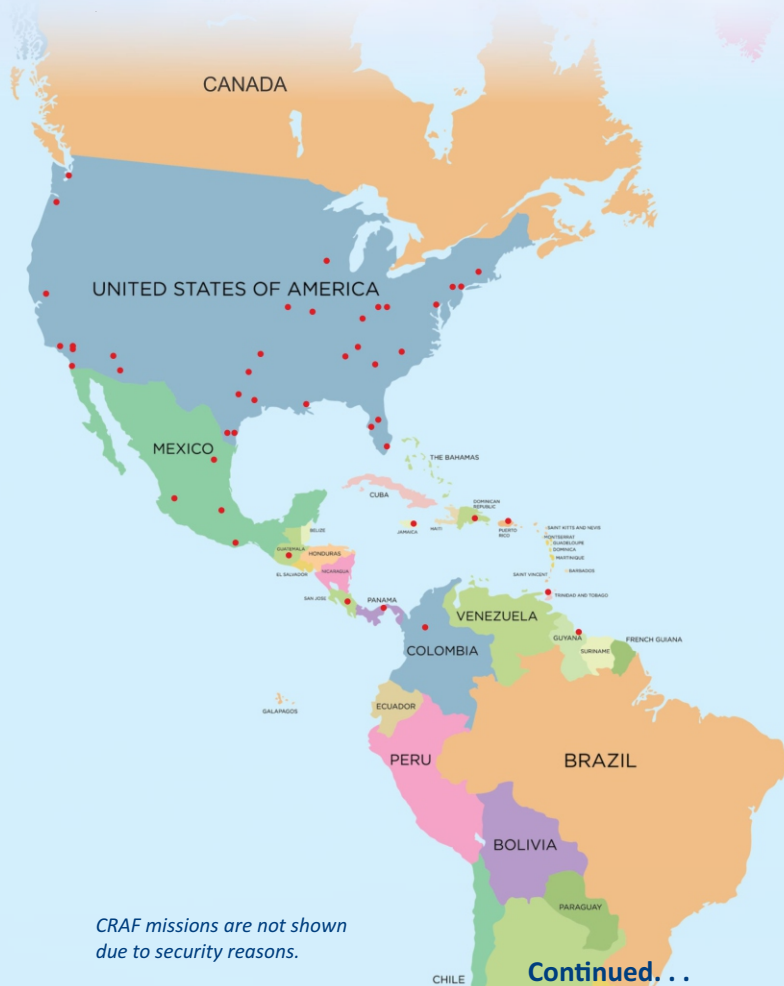 CANADA
UNITED STATES OF AMERICA
MEXICO
THE BAHAMAS
CUBA
DOMINICAN
REPUBLIC
JAMAICA
HAITI
PUERTO
RICO
SAINT KITTS AND NEVIS
MONTSERRAT
GUADELOUPE
DOMINICA
MARTINIQUE
SAINT VINCENT
BARBADOS
TRINIDAD AND TOBAGO
BELIZE
GUATEMALA
HONDURAS
EL SALVADOR
NICARAGUA
SAN JOSE
PANAMA
VENEZUELA
COLOMBIA
GUYANA
SURINAME
FRENCH GUIANA
GALAPAGOS
ECUADOR
PERU
BRAZIL
BOLIVIA
PARAGUAY
CRAF missions are not shown
due to security reasons.
CHILE
Continued. . .